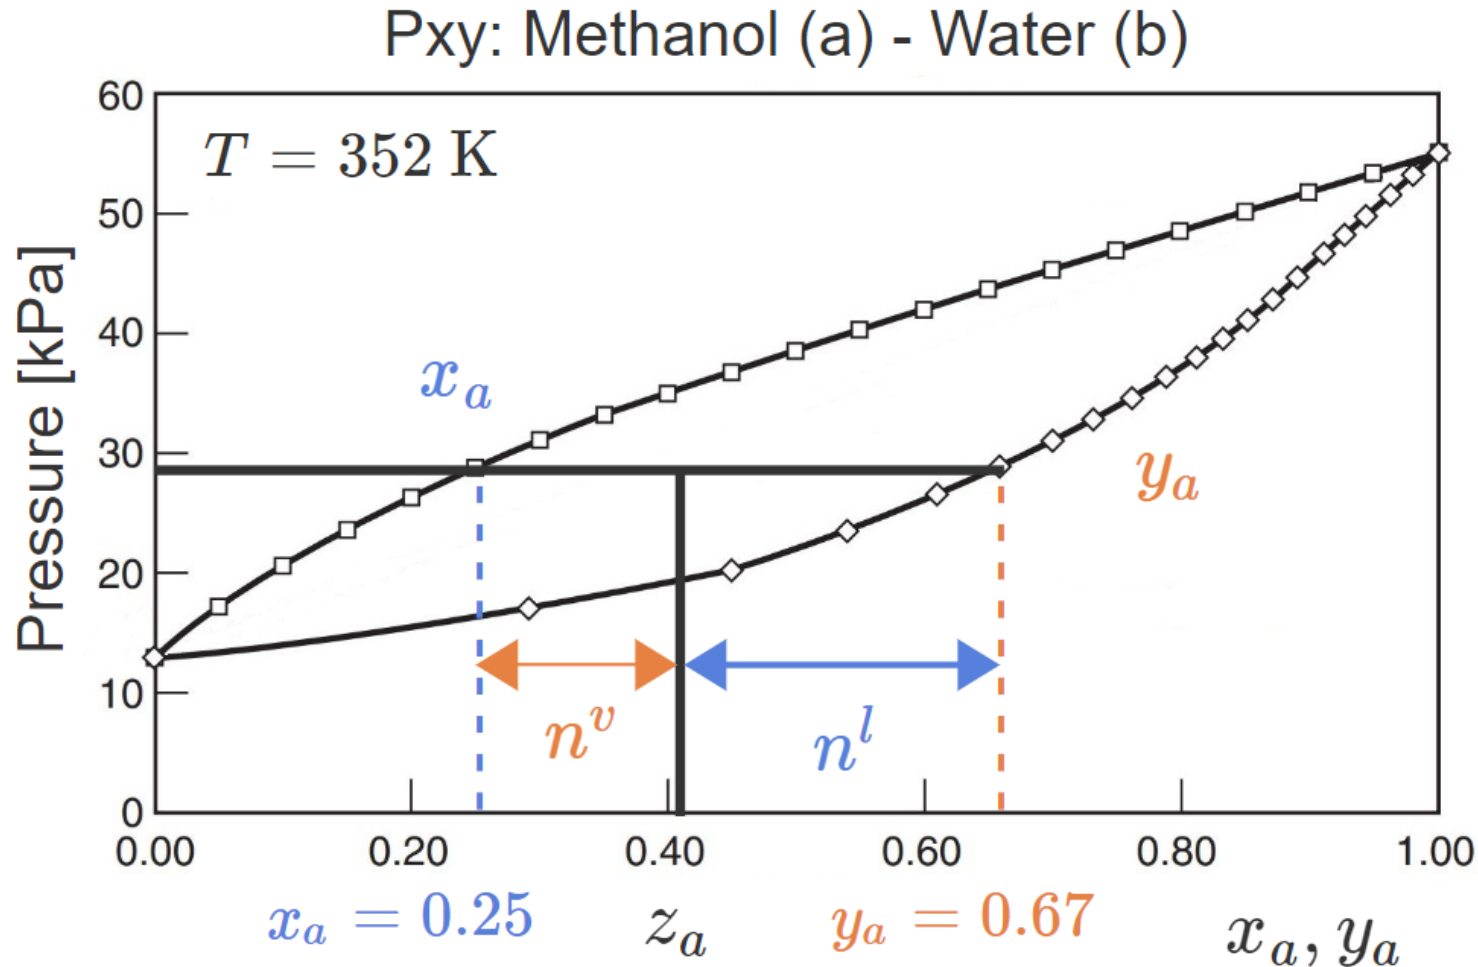 Pxy: Methanol (a) - Water (b)
60
T = 352 K
50
Pressure [kPa]
40
x_a
30
y_a
20
10
n^v
n^l
0
0.00 0.20 0.40 0.60 0.80 1.00
x_a = 0.25 z_a y_a = 0.67 x_a, y_a